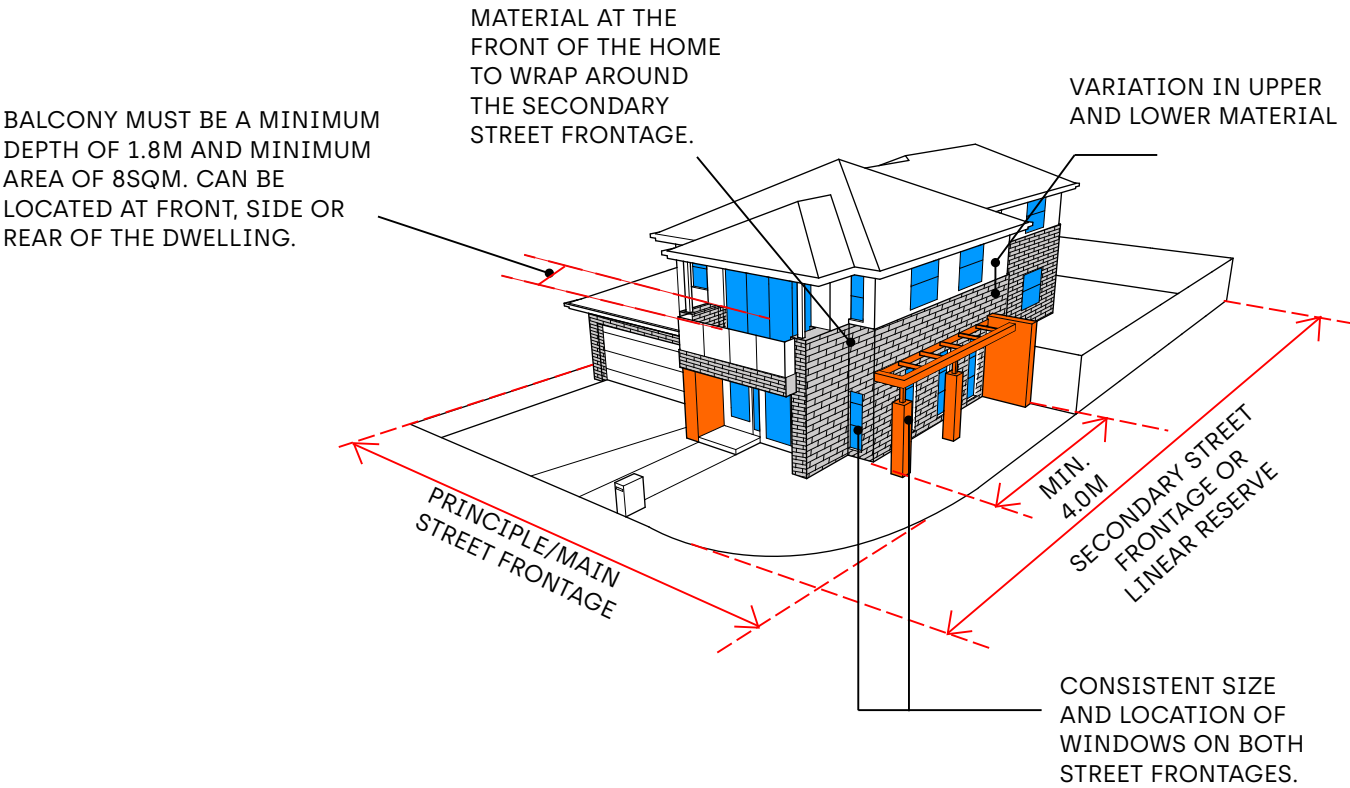 MATERIAL AT THE
FRONT OF THE HOME
TO WRAP AROUND
THE SECONDARY
STREET FRONTAGE.
VARIATION IN UPPER
AND LOWER MATERIAL
BALCONY MUST BE A MINIMUM
DEPTH OF 1.8M AND MINIMUM
AREA OF 8SQM. CAN BE
LOCATED AT FRONT, SIDE OR
REAR OF THE DWELLING.
PRINCIPLE/MAIN
STREET FRONTAGE
MIN.
4.0M
SECONDARY STREET
FRONTAGE OR
LINEAR RESERVE
CONSISTENT SIZE
AND LOCATION OF
WINDOWS ON BOTH
STREET FRONTAGES.